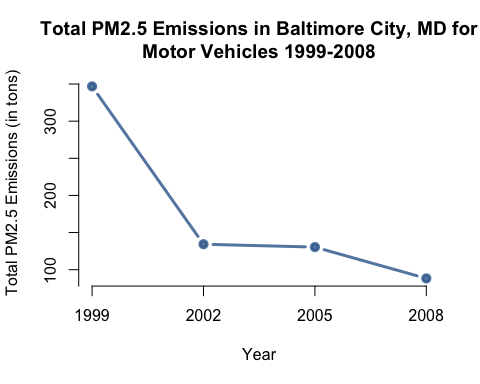 Total PM2.5 Emissions in Baltimore City, MD for
Motor Vehicles 1999-2008
Total PM2.5 Emissions (in tons)
300
200
100
1999 2002 2005 2008
Year